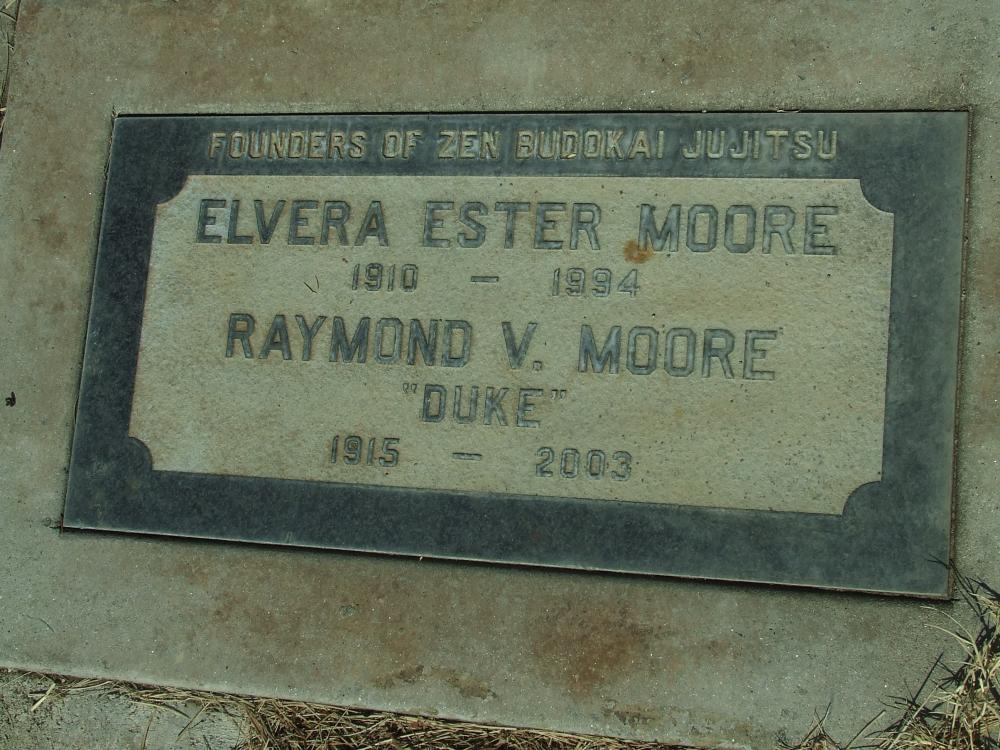 FOUNDERS OF ZEN BUDOKAI JUJITSU
ELVERA ESTER MOORE
1910 — 1994
RAYMOND V. MOORE
"DUKE"
1915 — 2003